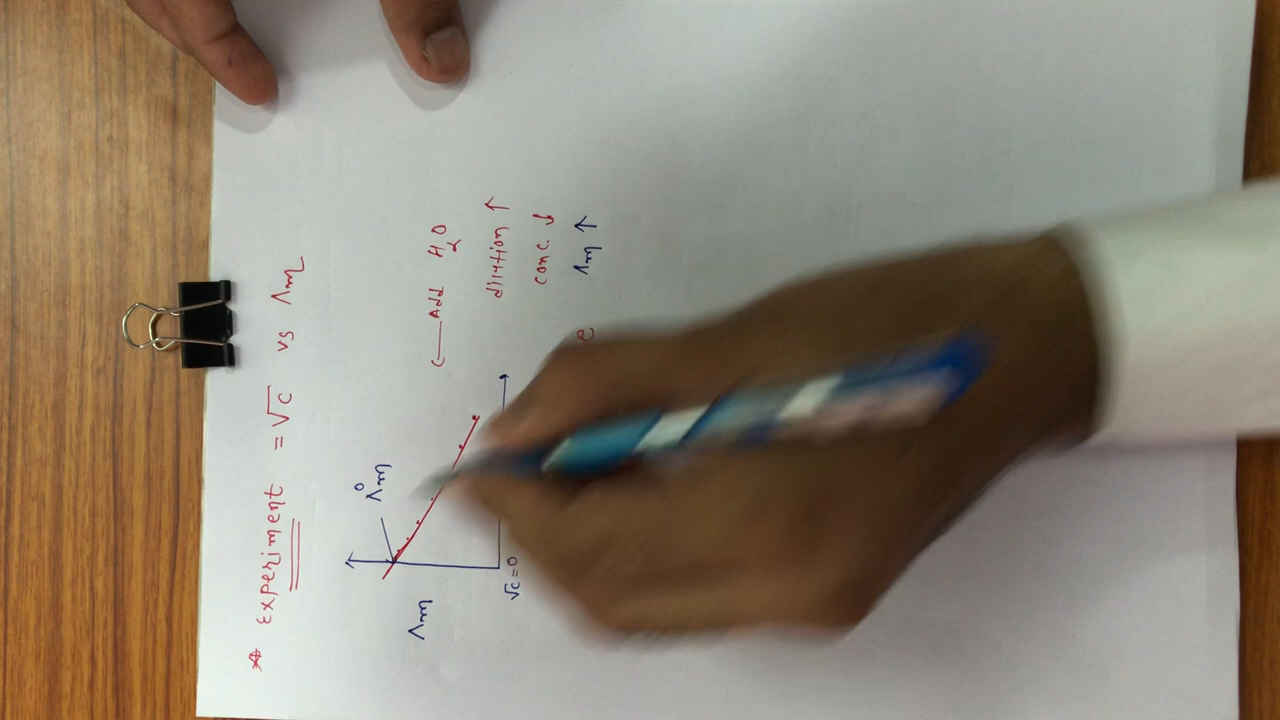 * Experiment = √C vs Λm
Λ°m
Λm
√C = 0
← Add H2O
dilution ↑
conc. ↓
Λm ↑